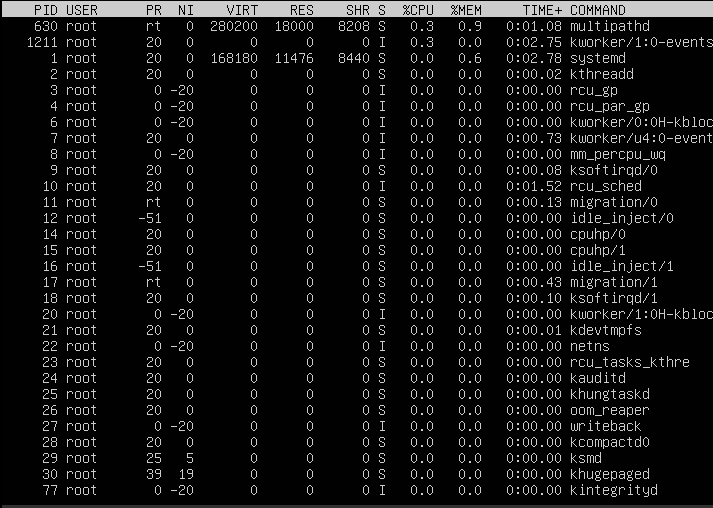 PID USER PR NI VIRT RES SHR S %CPU %MEM TIME+ COMMAND
630 root rt 0 280200 18000 8208 S 0.3 0.9 0:01.08 multipathd
1211 root 20 0 0 0 0 I 0.3 0.0 0:02.75 kworker/1:0-events
1 root 20 0 168180 11476 8440 S 0.0 0.6 0:02.78 systemd
2 root 20 0 0 0 0 S 0.0 0.0 0:00.02 kthreadd
3 root 0 -20 0 0 0 I 0.0 0.0 0:00.00 rcu_gp
4 root 0 -20 0 0 0 I 0.0 0.0 0:00.00 rcu_par_gp
6 root 0 -20 0 0 0 I 0.0 0.0 0:00.00 kworker/0:0H-kbloc
7 root 20 0 0 0 0 I 0.0 0.0 0:00.73 kworker/u4:0-event
8 root 0 -20 0 0 0 I 0.0 0.0 0:00.00 mm_percpu_wq
9 root 20 0 0 0 0 S 0.0 0.0 0:00.08 ksoftirqd/0
10 root 20 0 0 0 0 I 0.0 0.0 0:01.52 rcu_sched
11 root rt 0 0 0 0 S 0.0 0.0 0:00.13 migration/0
12 root -51 0 0 0 0 S 0.0 0.0 0:00.00 idle_inject/0
14 root 20 0 0 0 0 S 0.0 0.0 0:00.00 cpuhp/0
15 root 20 0 0 0 0 S 0.0 0.0 0:00.00 cpuhp/1
16 root -51 0 0 0 0 S 0.0 0.0 0:00.00 idle_inject/1
17 root rt 0 0 0 0 S 0.0 0.0 0:00.43 migration/1
18 root 20 0 0 0 0 S 0.0 0.0 0:00.10 ksoftirqd/1
20 root 0 -20 0 0 0 I 0.0 0.0 0:00.00 kworker/1:0H-kbloc
21 root 20 0 0 0 0 S 0.0 0.0 0:00.01 kdevtmpfs
22 root 0 -20 0 0 0 I 0.0 0.0 0:00.00 netns
23 root 20 0 0 0 0 S 0.0 0.0 0:00.00 rcu_tasks_kthre
24 root 20 0 0 0 0 S 0.0 0.0 0:00.00 kauditd
25 root 20 0 0 0 0 S 0.0 0.0 0:00.00 khungtaskd
26 root 20 0 0 0 0 S 0.0 0.0 0:00.00 oom_reaper
27 root 0 -20 0 0 0 I 0.0 0.0 0:00.00 writeback
28 root 20 0 0 0 0 S 0.0 0.0 0:00.00 kcompactd0
29 root 25 5 0 0 0 S 0.0 0.0 0:00.00 ksmd
30 root 39 19 0 0 0 S 0.0 0.0 0:00.00 khugepaged
77 root 0 -20 0 0 0 I 0.0 0.0 0:00.00 kintegrityd